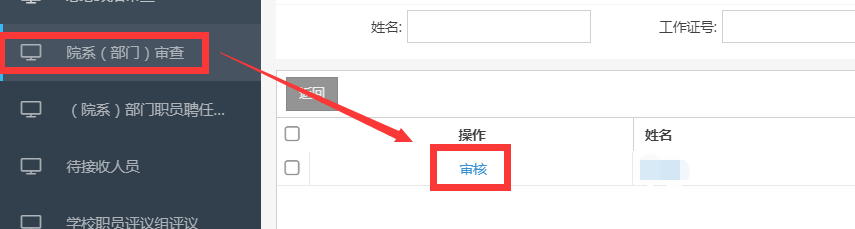 院系（部门）审查
（院系）部门职员聘任...
待接收人员
学校职员评议组评议
姓名:
工作证号:
返回
操作
姓名
审核